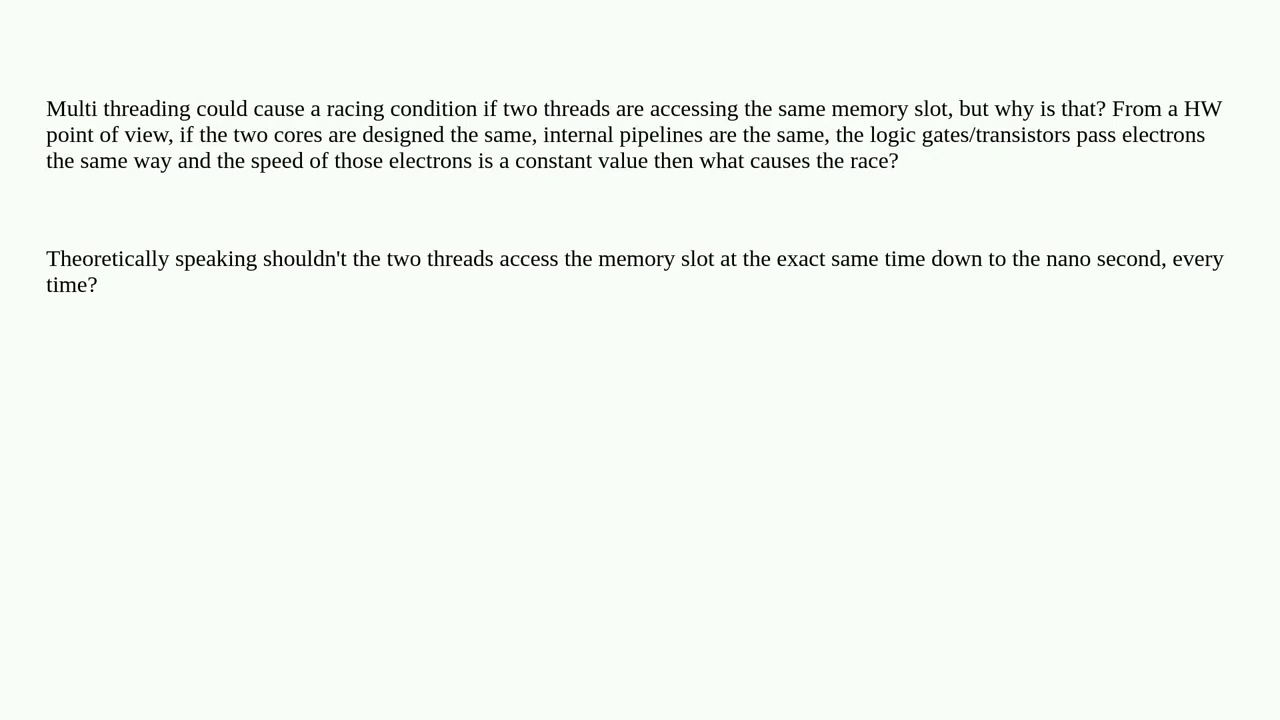 Multi threading could cause a racing condition if two threads are accessing the same memory slot, but why is that? From a HW
point of view, if the two cores are designed the same, internal pipelines are the same, the logic gates/transistors pass electrons
the same way and the speed of those electrons is a constant value then what causes the race?
Theoretically speaking shouldn't the two threads access the memory slot at the exact same time down to the nano second, every
time?